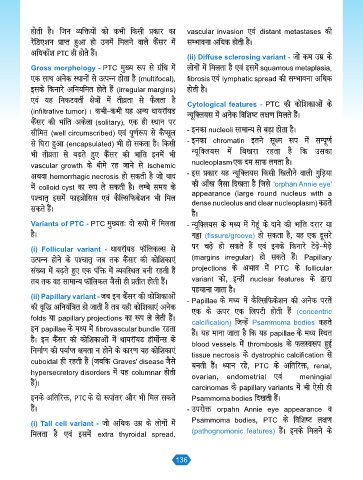 होती हैं। जिन व्यक्तियों को कभी किसी प्रकार का
रेडिएशन प्राप्त हुआ हो उनमें मिलने वाले कैंसर में
अधिकांश PTC ही होते हैं।
Gross morphology - PTC मुख्य रूप से ग्रंथि में
एक साथ अनेक स्थानों से उत्पन्न होता है (multifocal),
इसके किनारे अनियमित होते हैं (irregular margins)
एवं यह निकटवर्ती क्षेत्रों में तीव्रता से फैलता है
(infiltrative tumor) । कभी-कभी यह अन्य थायरॉयड
कैंसर की भांति अकेला (solitary), एक ही स्थान पर
सीमित (well circumscribed) एवं पूर्णरूप से कैप्सूल
से घिरा हुआ (encapsulated) भी हो सकता है। किसी
भी तीव्रता से बढ़ते हुए कैंसर की भांति इनमें भी
vascular growth के धीमे रह जाने से ischemic
अथवा hemorrhagic necrosis हो सकती है जो बाद
में colloid cyst का रूप ले सकती है। लम्बे समय के
पश्चात् इसमें फाइब्रोसिस एवं कैल्सिफिकेशन भी मिल
सकते हैं।
Variants of PTC - PTC मुख्यतः दो रूपों में मिलता
है।
(i) Follicular variant - थायरॉयड फॉलिकल्स से
उत्पन्न होने के पश्चात् जब तक कैंसर की कोशिकाएं
संख्या में बढ़ते हुए एक पंक्ति में व्यवस्थित बनी रहती हैं
तब तक वह सामान्य फॉलिकल जैसी ही प्रतीत होती हैं।
(ii) Papillary variant - जब इन कैंसर की कोशिकाओं
की वृद्धि अनियंत्रित हो जाती है तब वही कोशिकाएं अनेक
folds या papillary projections का रूप ले लेती हैं।
इन papillae के मध्य में fibrovascular bundle रहता
है। इन कैंसर की कोशिकाओं में थायरॉयड हॉर्मोन्स के
निर्माण की पर्याप्त क्षमता न होने के कारण यह कोशिकाएं
cuboidal ही रहती हैं (जबकि Graves' disease जैसे
hypersecretory disorders में यह columnar होती
हैं)।
इनके अतिरिक्त, PTC के दो रूपांतर और भी मिल सकते
हैं।
(i) Tall cell variant - जो अधिक उम्र के लोगों में
मिलता है एवं इसमें extra thyroidal spread,
vascular invasion एवं distant metastases की
सम्भावना अधिक होती है।
(ii) Diffuse sclerosing variant - जो कम उम्र के
लोगों में मिलता है एवं इसमें squamous metaplasia,
fibrosis एवं lymphatic spread की सम्भावना अधिक
होती है।
Cytological features - PTC की कोशिकाओं के
न्यूक्लियस में अनेक विशिष्ट लक्षण मिलते हैं।
- इनका nucleoli सामान्य से बड़ा होता है।
- इनका chromatin इतने सूक्ष्म रूप में सम्पूर्ण
न्यूक्लियस में बिखरा रहता है कि उसका
nucleoplasm एक दम साफ लगता है।
- इस प्रकार यह न्यूक्लियस किसी खिलौने वाली गुड़िया
की आँख जैसा दिखता है जिसे 'orphan Annie eye'
appearance (large round nucleus with a
dense nucleolus and clear nucleoplasm) कहते
हैं।
- न्यूक्लियस के मध्य में गेहूं के दाने की भांति दरार या
गड्ढा (fissure/groove) हो सकता है, यह एक दूसरे
पर चढ़े हो सकते हैं एवं इनके किनारे टेढ़े-मेढ़े
(margins irregular) हो सकते हैं। Papillary
projections के अभाव में PTC के follicular
variant को, इन्हीं nuclear features के द्वारा
पहचाना जाता है।
- Papillae के मध्य में कैल्सिफिकेशन की अनेक परतें
एक के ऊपर एक लिपटी होती हैं (concentric
calcification) जिन्हें Psammoma bodies कहते
हैं। यह माना जाता है कि यह papillae के मध्य स्थित
blood vessels में thrombosis के फलस्वरूप हुई
tissue necrosis के dystrophic calcification से
बनती हैं। ध्यान रहे, PTC के अतिरिक्त, renal,
ovarian, endometrial एवं meningial
carcinomas के papillary variants में भी ऐसी ही
Psammoma bodies दिखती हैं।
- उपरोक्त orpahn Annie eye appearance व
Psammoma bodies, PTC के विशिष्ट लक्षण
(pathognomonic features) हैं। इनके मिलने के
136